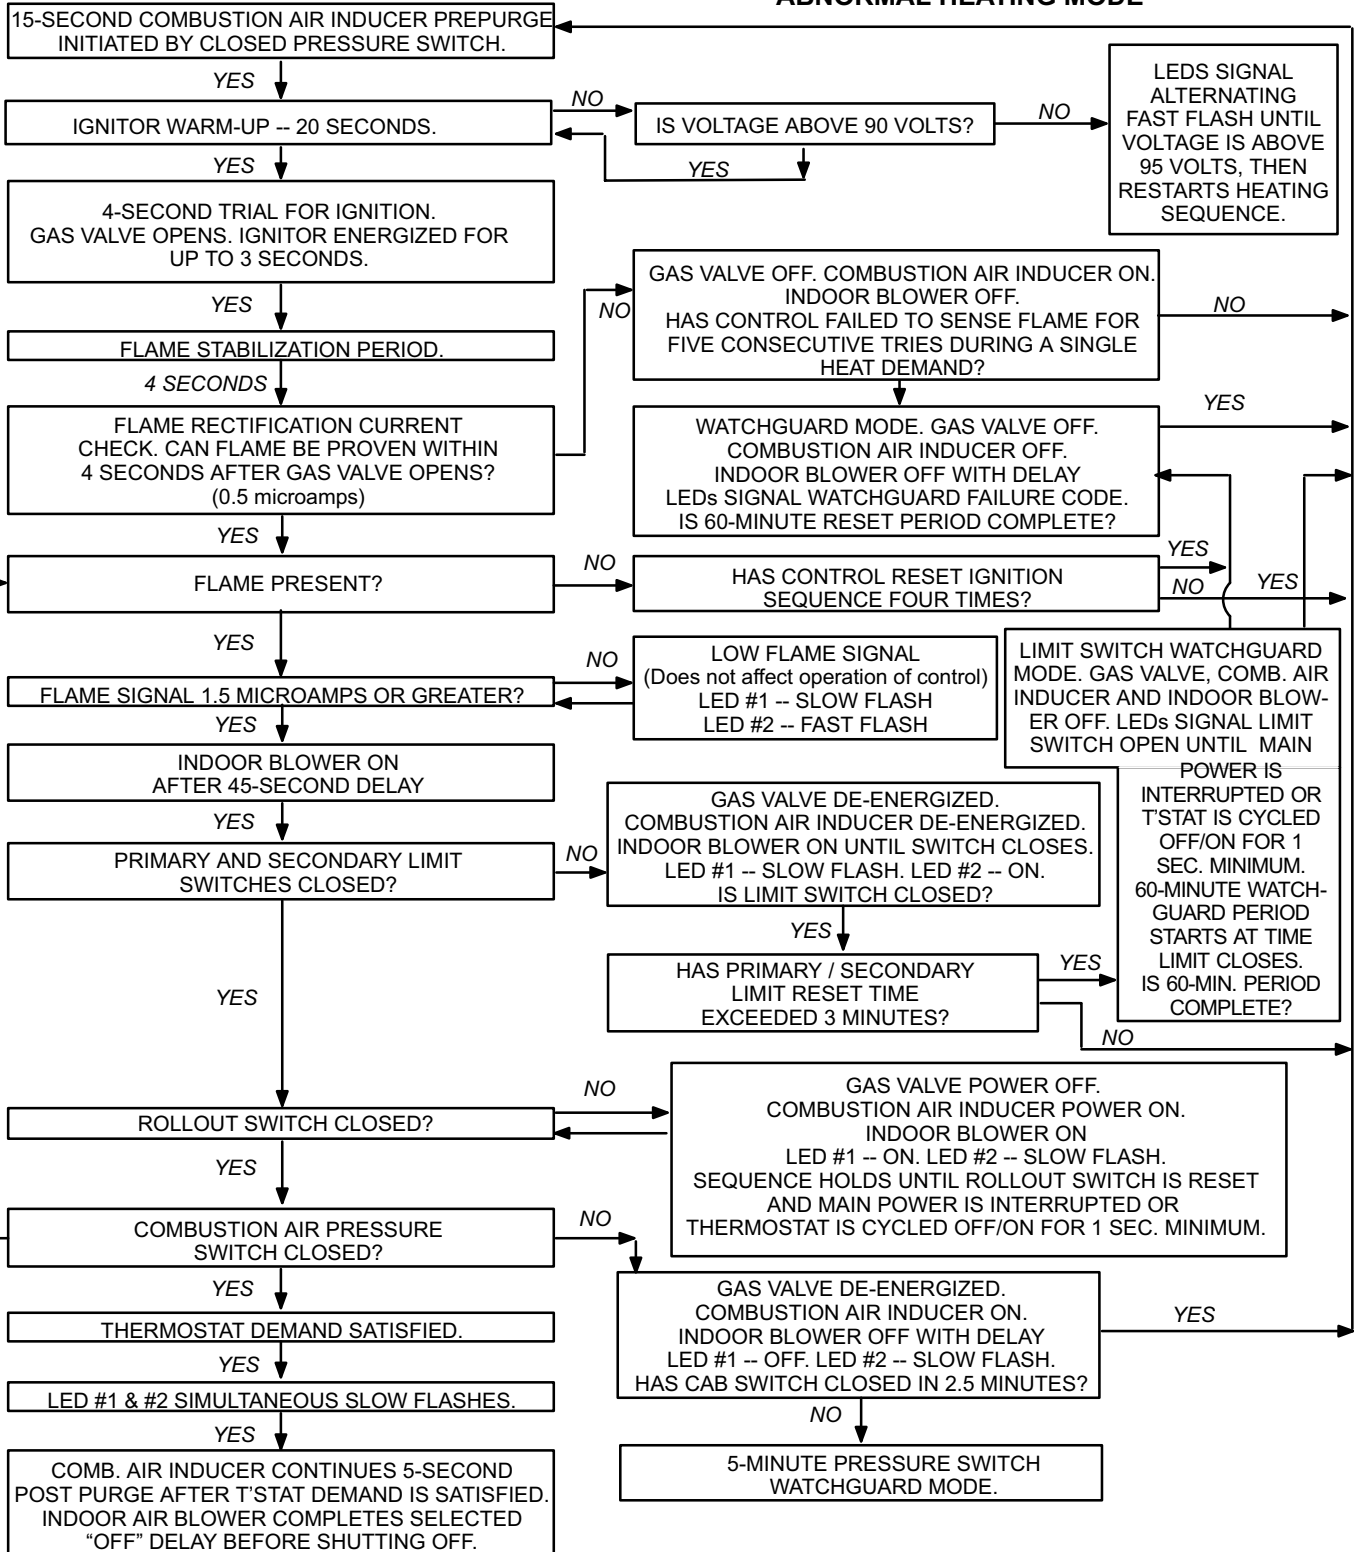 ABNORMAL HEATING MODE
15-SECOND COMBUSTION AIR INDUCER PREPURGE
INITIATED BY CLOSED PRESSURE SWITCH.
YES
IGNITOR WARM-UP -- 20 SECONDS.
NO
IS VOLTAGE ABOVE 90 VOLTS?
NO
YES
LEDS SIGNAL
ALTERNATING
FAST FLASH UNTIL
VOLTAGE IS ABOVE
95 VOLTS, THEN
RESTARTS HEATING
SEQUENCE.
YES
4-SECOND TRIAL FOR IGNITION.
GAS VALVE OPENS. IGNITOR ENERGIZED FOR
UP TO 3 SECONDS.
YES
FLAME STABILIZATION PERIOD.
4 SECONDS
FLAME RECTIFICATION CURRENT
CHECK. CAN FLAME BE PROVEN WITHIN
4 SECONDS AFTER GAS VALVE OPENS?
(0.5 microamps)
NO
GAS VALVE OFF. COMBUSTION AIR INDUCER ON.
INDOOR BLOWER OFF.
HAS CONTROL FAILED TO SENSE FLAME FOR
FIVE CONSECUTIVE TRIES DURING A SINGLE
HEAT DEMAND?
NO
WATCHGUARD MODE. GAS VALVE OFF.
COMBUSTION AIR INDUCER OFF.
INDOOR BLOWER OFF WITH DELAY
LEDs SIGNAL WATCHGUARD FAILURE CODE.
IS 60-MINUTE RESET PERIOD COMPLETE?
YES
YES
FLAME PRESENT?
NO
HAS CONTROL RESET IGNITION
SEQUENCE FOUR TIMES?
YES
NO
YES
YES
FLAME SIGNAL 1.5 MICROAMPS OR GREATER?
NO
LOW FLAME SIGNAL
(Does not affect operation of control)
LED #1 -- SLOW FLASH
LED #2 -- FAST FLASH
LIMIT SWITCH WATCHGUARD
MODE. GAS VALVE, COMB. AIR
INDUCER AND INDOOR BLOW-
ER OFF. LEDs SIGNAL LIMIT
SWITCH OPEN UNTIL MAIN
POWER IS
INTERRUPTED OR
T'STAT IS CYCLED
OFF/ON FOR 1
SEC. MINIMUM.
60-MINUTE WATCH-
GUARD PERIOD
STARTS AT TIME
LIMIT CLOSES.
IS 60-MIN. PERIOD
COMPLETE?
YES
INDOOR BLOWER ON
AFTER 45-SECOND DELAY
YES
PRIMARY AND SECONDARY LIMIT
SWITCHES CLOSED?
NO
GAS VALVE DE-ENERGIZED.
COMBUSTION AIR INDUCER DE-ENERGIZED.
INDOOR BLOWER ON UNTIL SWITCH CLOSES.
LED #1 -- SLOW FLASH. LED #2 -- ON.
IS LIMIT SWITCH CLOSED?
YES
HAS PRIMARY / SECONDARY
LIMIT RESET TIME
EXCEEDED 3 MINUTES?
YES
NO
YES
ROLLOUT SWITCH CLOSED?
NO
GAS VALVE POWER OFF.
COMBUSTION AIR INDUCER POWER ON.
INDOOR BLOWER ON
LED #1 -- ON. LED #2 -- SLOW FLASH.
SEQUENCE HOLDS UNTIL ROLLOUT SWITCH IS RESET
AND MAIN POWER IS INTERRUPTED OR
THERMOSTAT IS CYCLED OFF/ON FOR 1 SEC. MINIMUM.
YES
COMBUSTION AIR PRESSURE
SWITCH CLOSED?
NO
GAS VALVE DE-ENERGIZED.
COMBUSTION AIR INDUCER ON.
INDOOR BLOWER OFF WITH DELAY
LED #1 -- OFF. LED #2 -- SLOW FLASH.
HAS CAB SWITCH CLOSED IN 2.5 MINUTES?
YES
NO
5-MINUTE PRESSURE SWITCH
WATCHGUARD MODE.
YES
THERMOSTAT DEMAND SATISFIED.
YES
LED #1 & #2 SIMULTANEOUS SLOW FLASHES.
YES
COMB. AIR INDUCER CONTINUES 5-SECOND
POST PURGE AFTER T'STAT DEMAND IS SATISFIED.
INDOOR AIR BLOWER COMPLETES SELECTED
“OFF” DELAY BEFORE SHUTTING OFF.